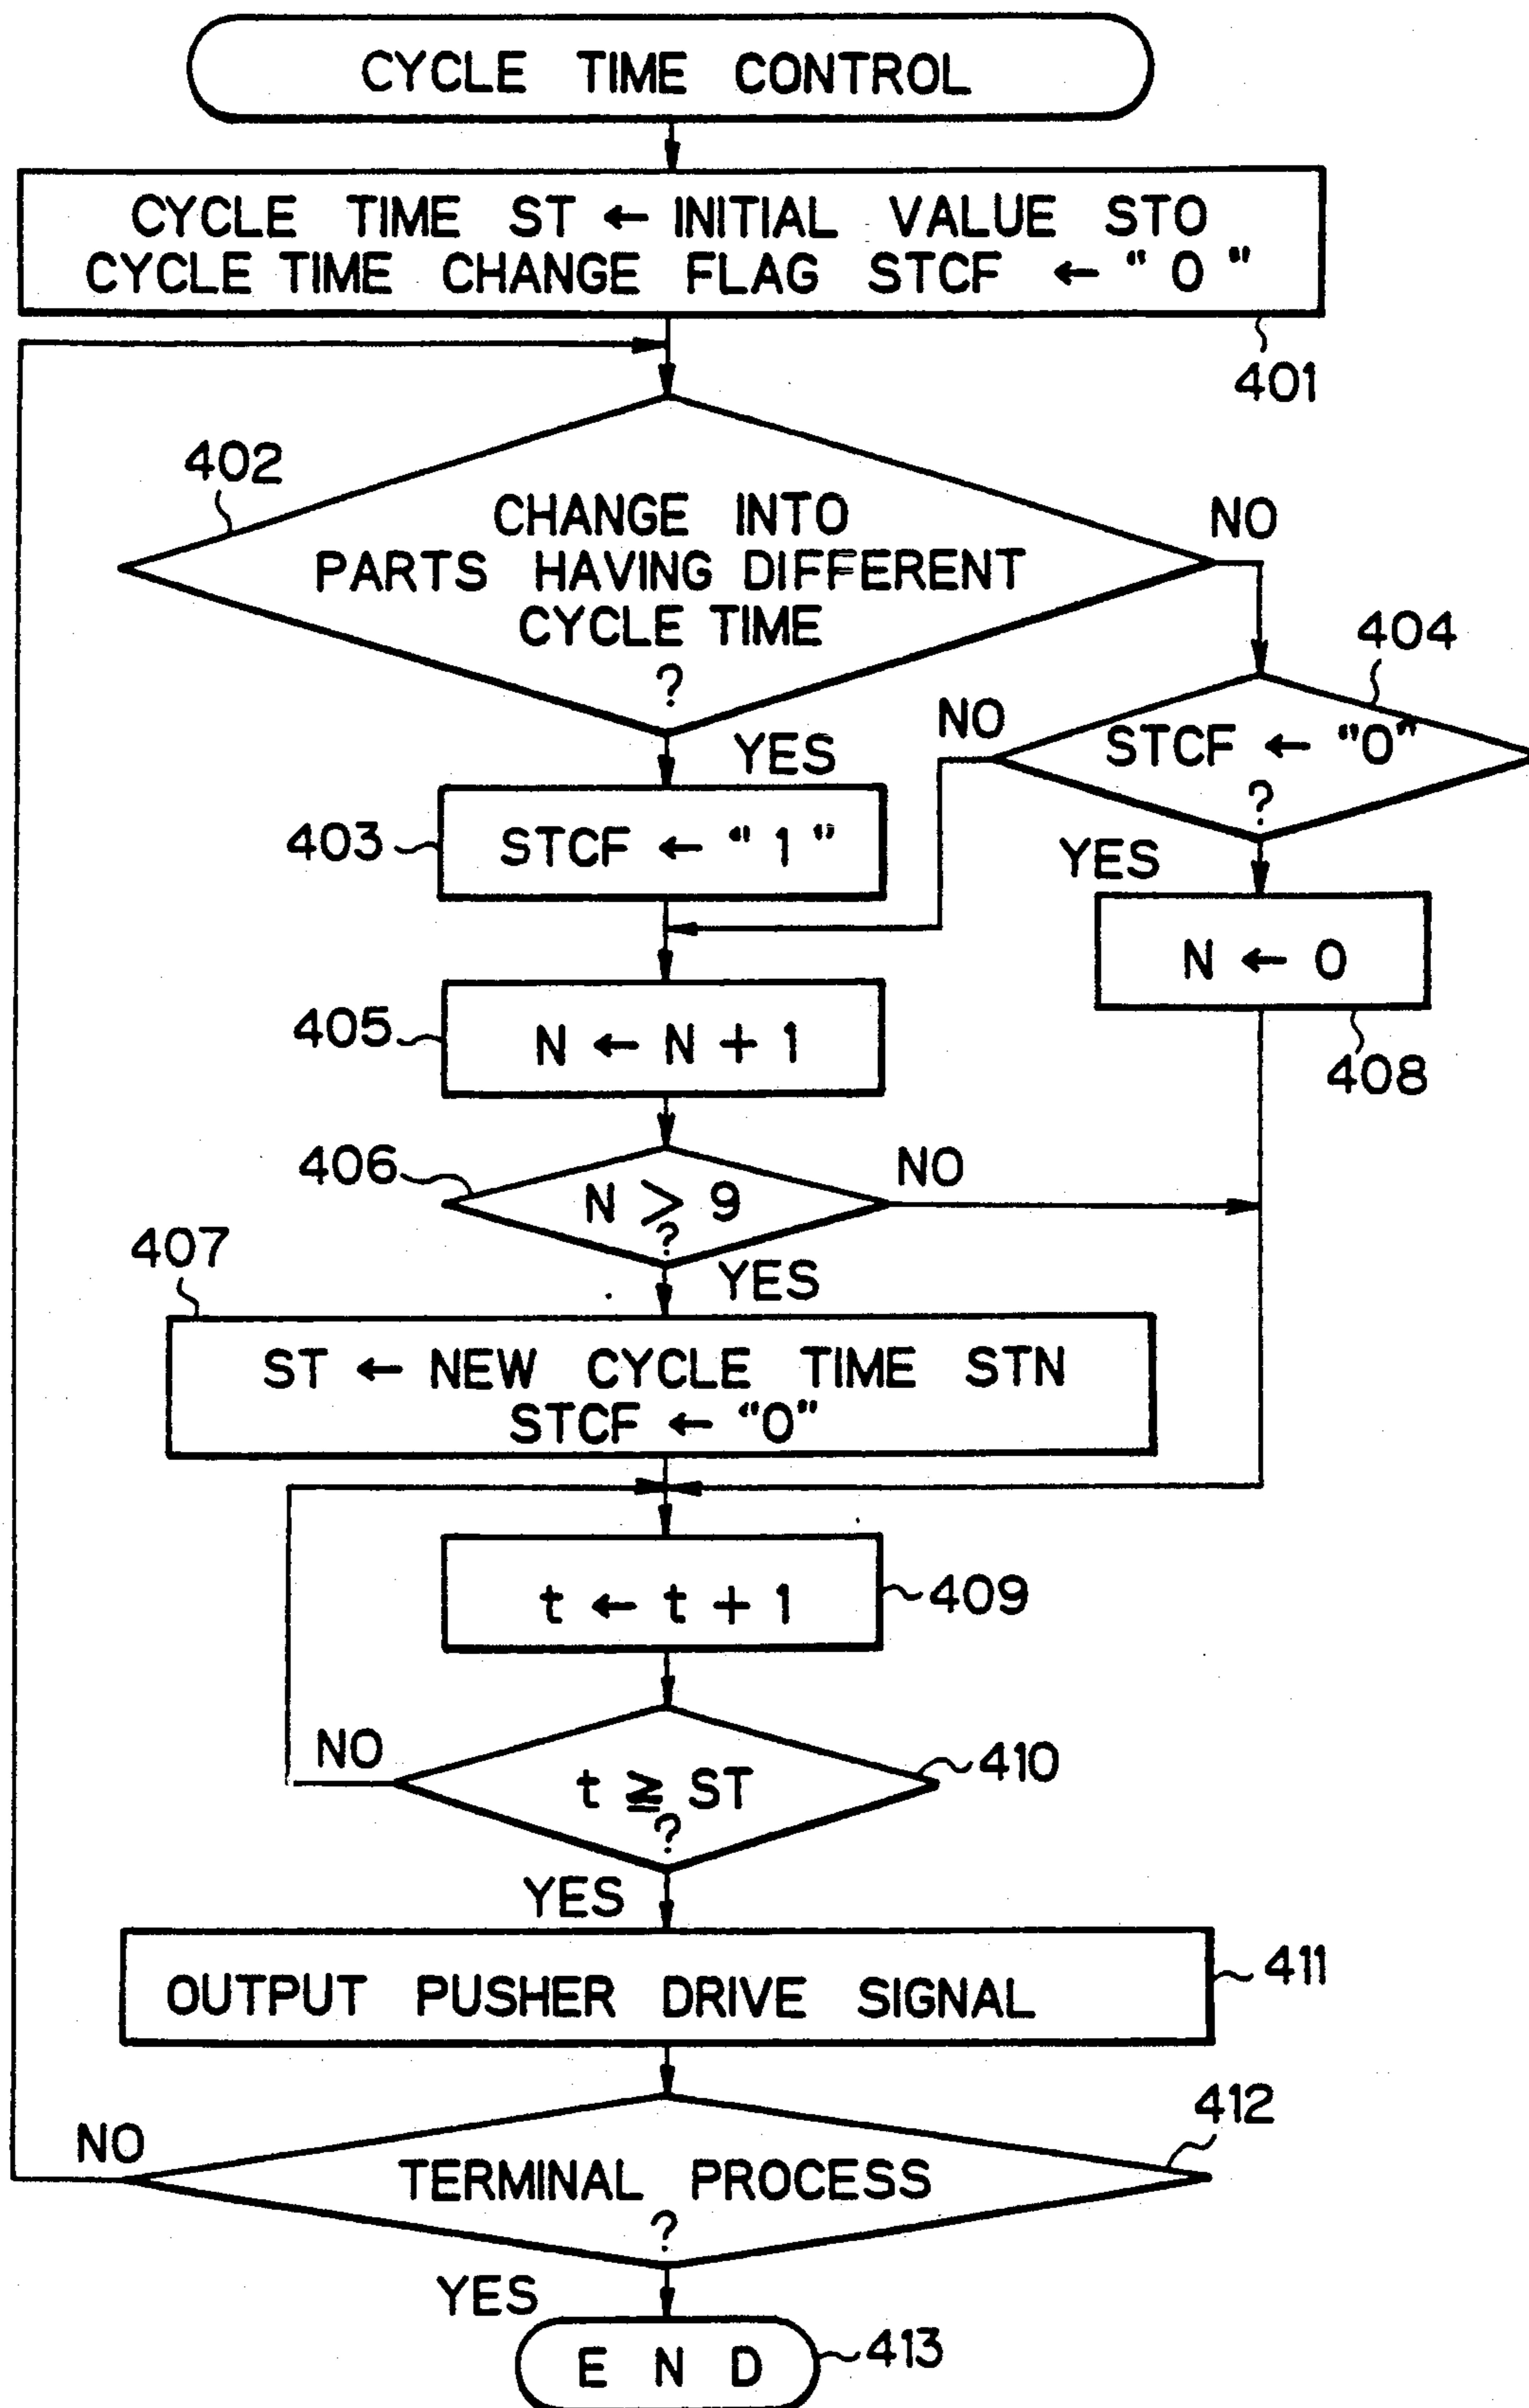 CYCLE TIME CONTROL
CYCLE TIME ST ← INITIAL VALUE STO
CYCLE TIME CHANGE FLAG STCF ← "0"
401
402
CHANGE INTO
PARTS HAVING DIFFERENT
CYCLE TIME
?
NO
YES
404
STCF ← "0"
?
NO
YES
403
STCF ← "1"
N ← 0
408
405
N ← N + 1
406
N > 9
?
NO
YES
407
ST ← NEW CYCLE TIME STN
STCF ← "0"
t ← t + 1
409
NO
t ≧ ST
?
410
YES
OUTPUT PUSHER DRIVE SIGNAL
411
412
NO
TERMINAL PROCESS
?
YES
END
413